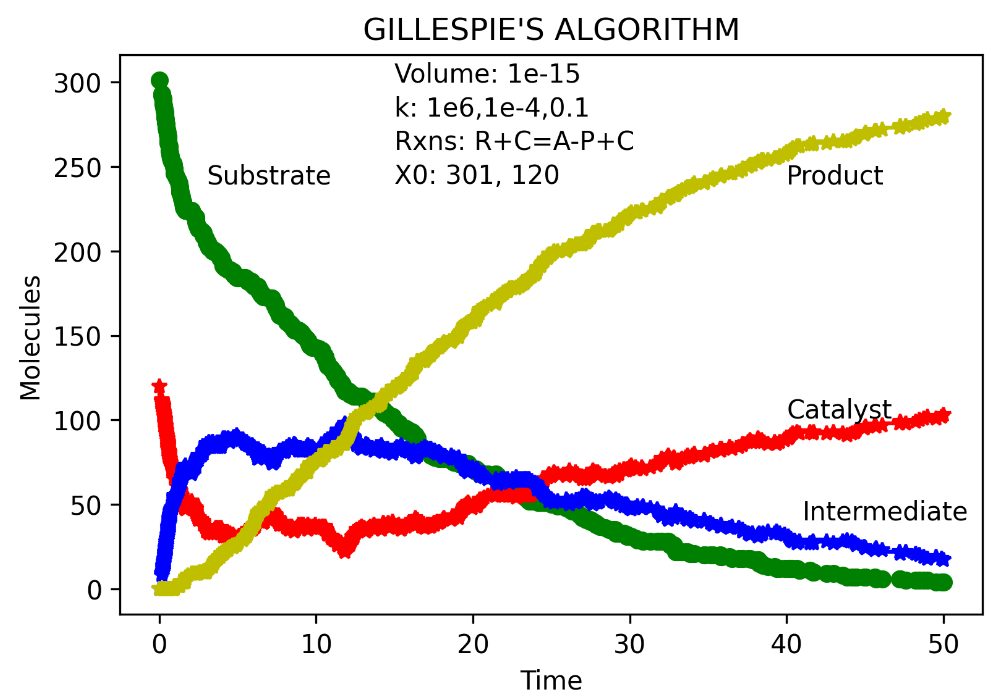 GILLESPIE'S ALGORITHM
Volume: 1e-15
k: 1e6,1e-4,0.1
Rxns: R+C=A-P+C
X0: 301, 120
Substrate
Product
Catalyst
Intermediate
300
250
200
150
100
50
0
Molecules
0 10 20 30 40 50
Time